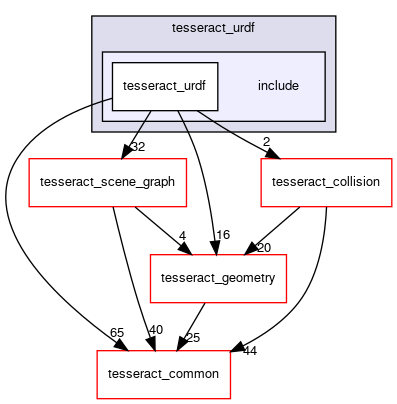 tesseract_urdf
tesseract_urdf include
32 2
tesseract_scene_graph tesseract_collision
4 16 20
tesseract_geometry
65 40 25 44
tesseract_common